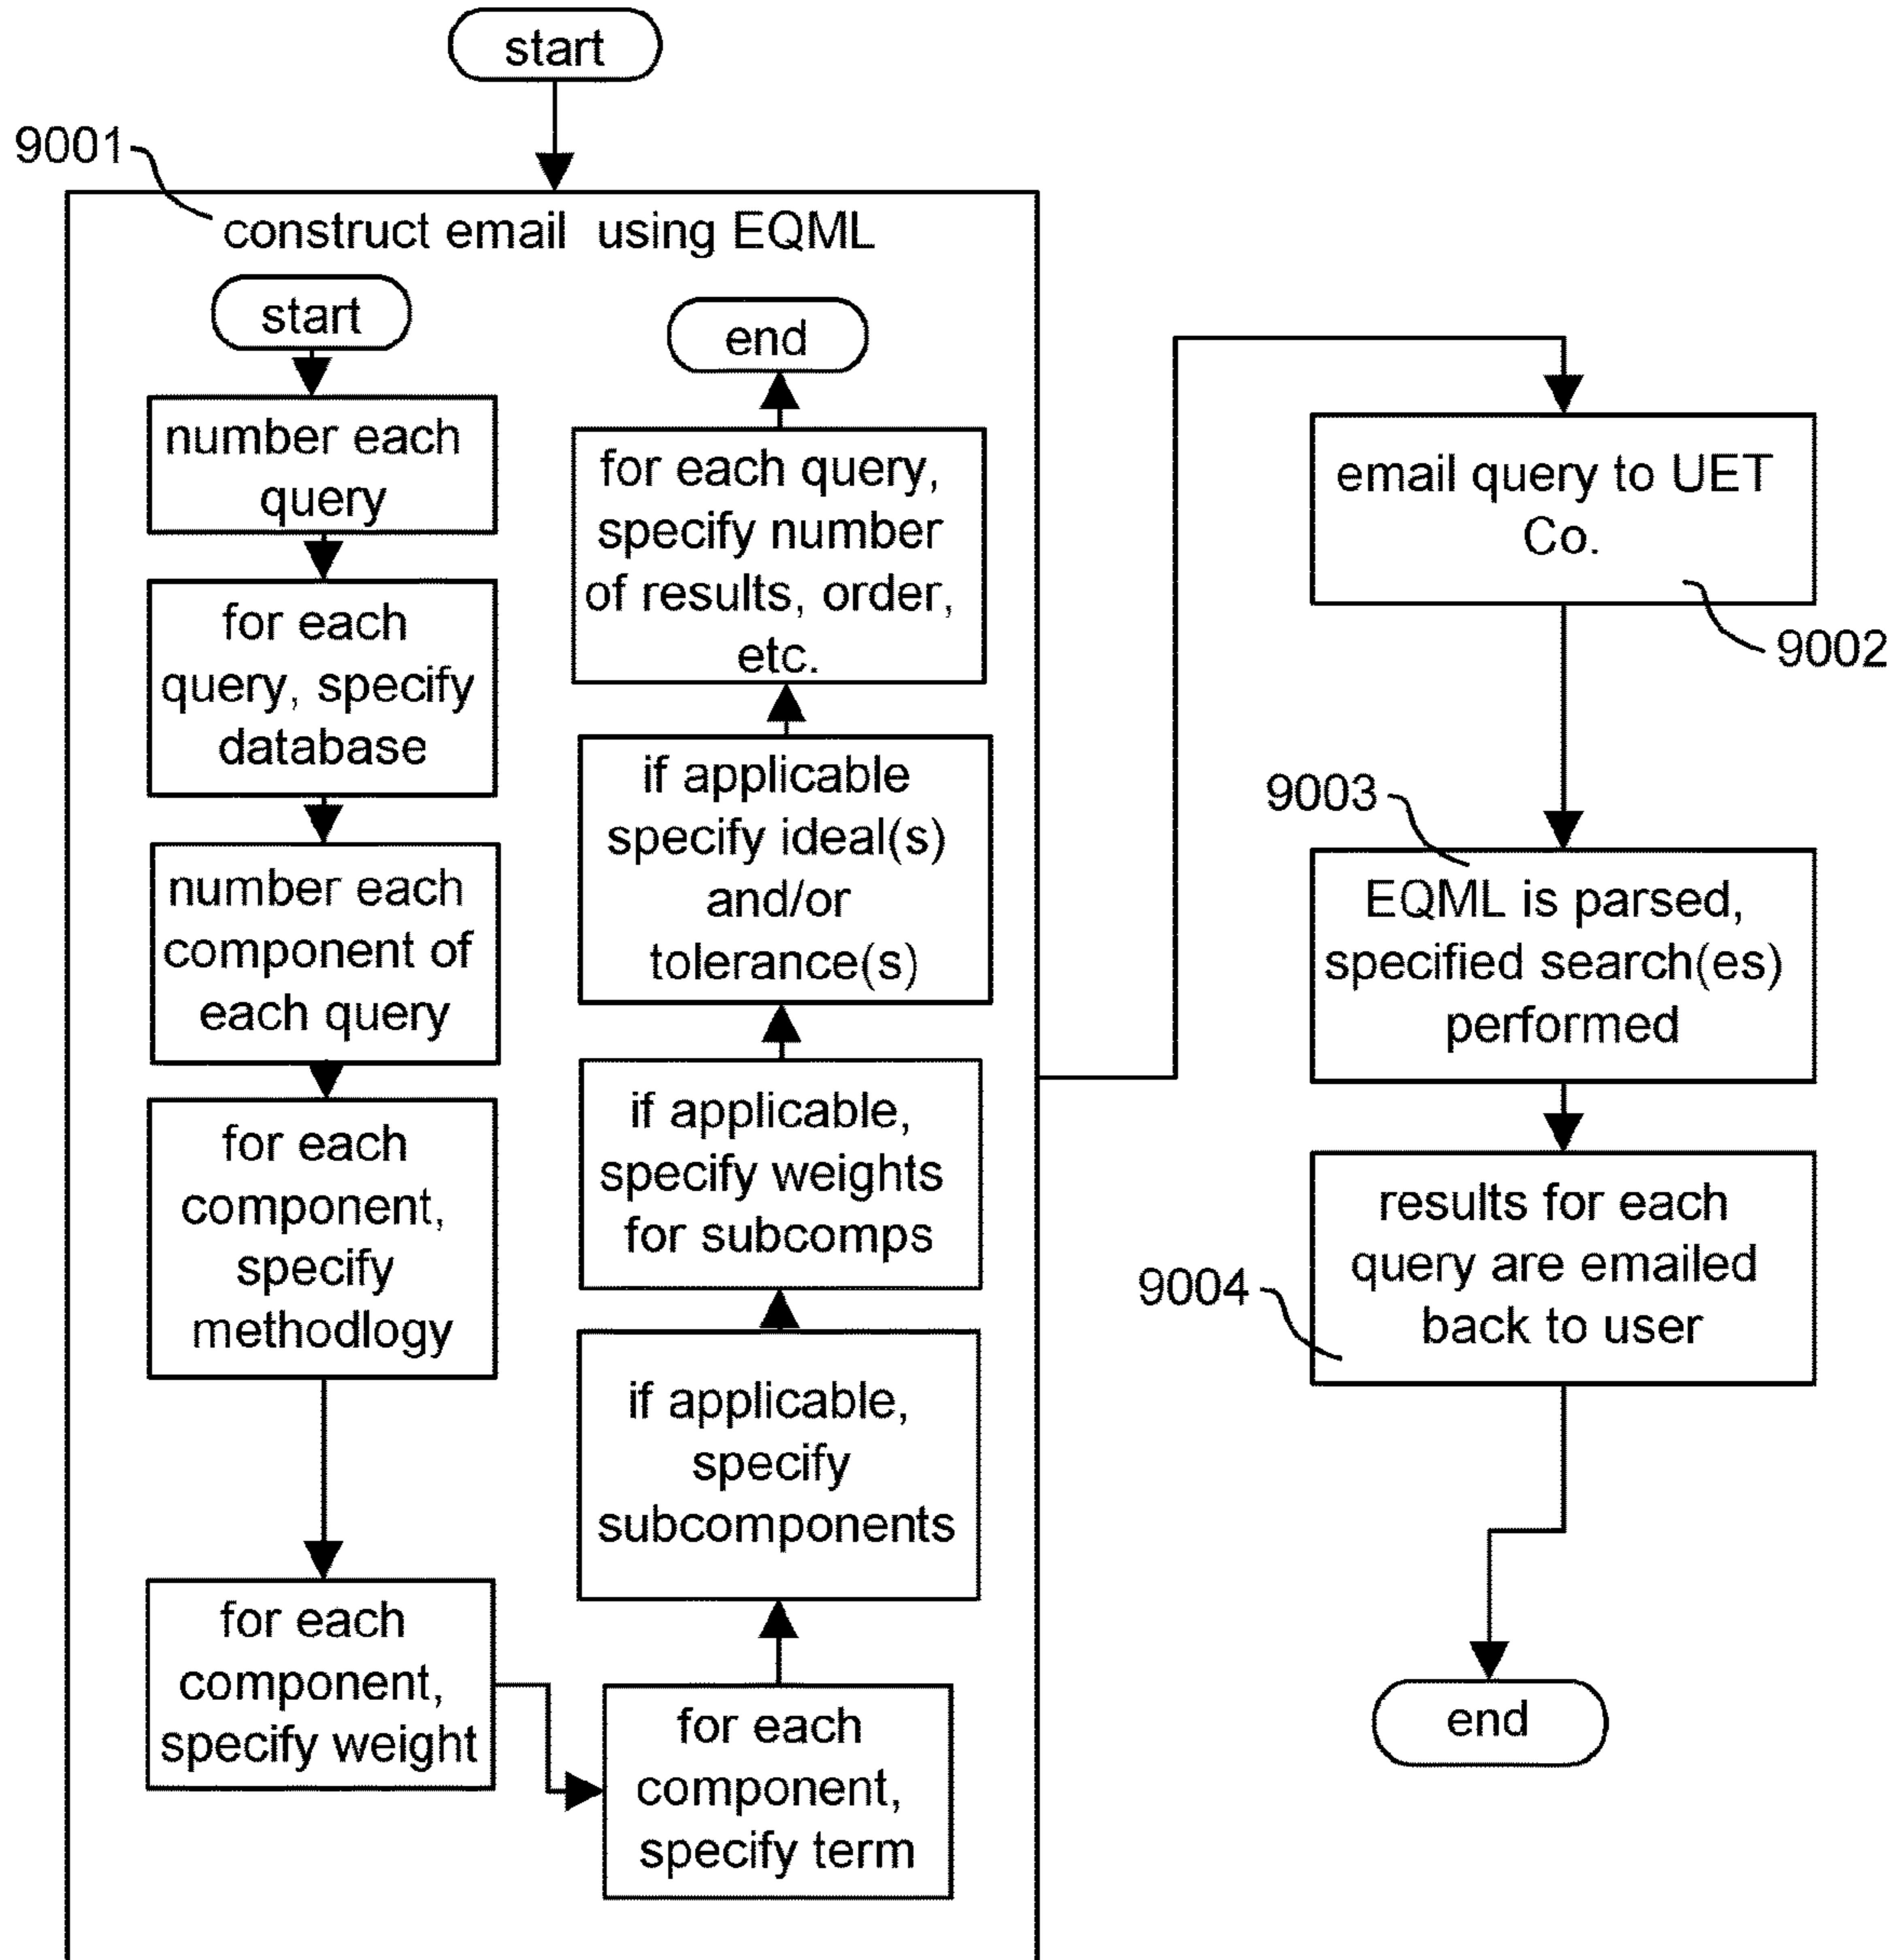 start
9001
construct email using EQML
start
number each
query
for each
query, specify
database
number each
component of
each query
for each
component,
specify
methodlogy
for each
component,
specify weight
for each
component,
specify term
if applicable,
specify
subcomponents
if applicable,
specify weights
for subcomps
if applicable
specify ideal(s)
and/or
tolerance(s)
for each query,
specify number
of results, order,
etc.
end
email query to UET
Co.
9002
9003
EQML is parsed,
specified search(es)
performed
results for each
query are emailed
back to user
9004
end